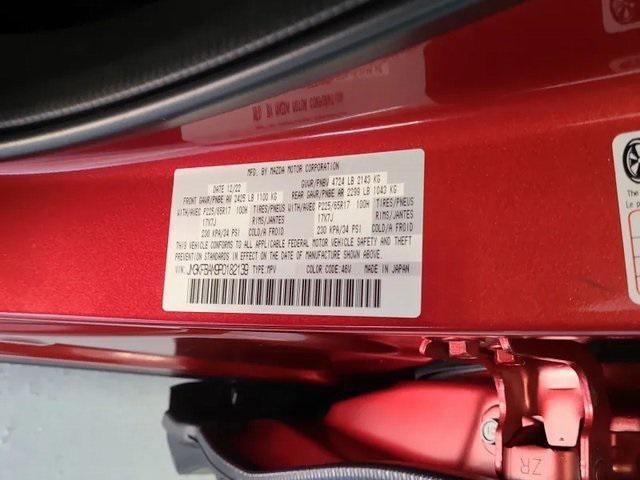 MFD. BY MAZDA MOTOR CORPORATION
DATE 12/22 GVWR/PNBV 4724 LB 2143 KG
FRONT GAWR/PNBE AV 2425 LB 1100 KG REAR GAWR/PNBE AR 2299 LB 1043 KG
WITH/AVEC P225/65R17 100H TIRES/PNEUS WITH/AVEC P225/65R17 100H TIRES/PNEUS
17X7J RIMS/JANTES 17X7J RIMS/JANTES
230 KPA/34 PSI COLD/A FROID 230 KPA/34 PSI COLD/A FROID
THIS VEHICLE CONFORMS TO ALL APPLICABLE FEDERAL MOTOR VEHICLE SAFETY AND THEFT
PREVENTION STANDARDS IN EFFECT ON THE DATE OF MANUFACTURE SHOWN ABOVE.
VIN: JM3KFBAM9P0182139 TYPE:MPV COLOR CODE:46V MADE IN JAPAN
The
Le p
ZR